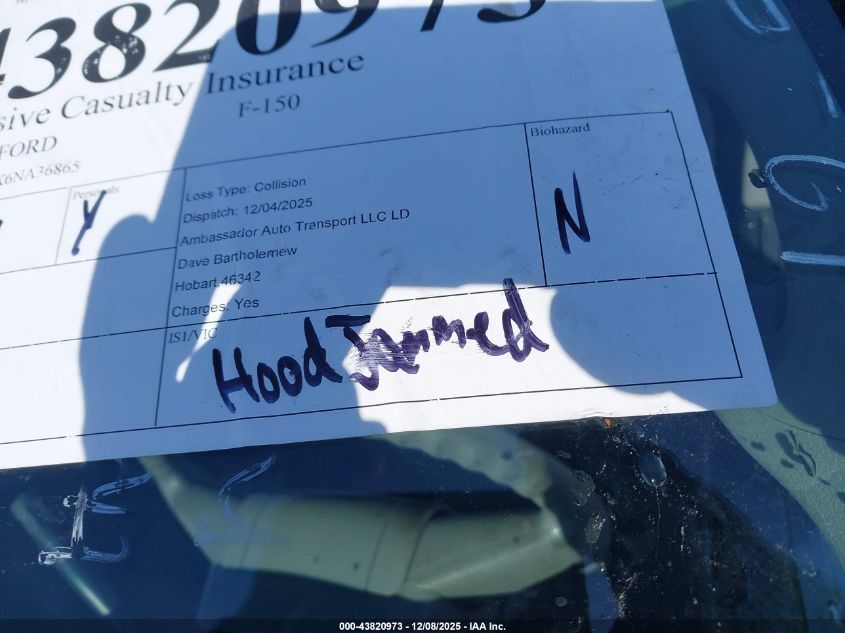 43820973
sive Casualty Insurance
FORD
F-150
X6NA36865
Personals
Y
Loss Type: Collision
Dispatch: 12/04/2025
Ambassador Auto Transport LLC LD
Dave Bartholemew
Hobart 46342
Charges: Yes
Biohazard
N
ISI/VIC
Hood Jammed
000-43820973 - 12/08/2025 - IAA Inc.